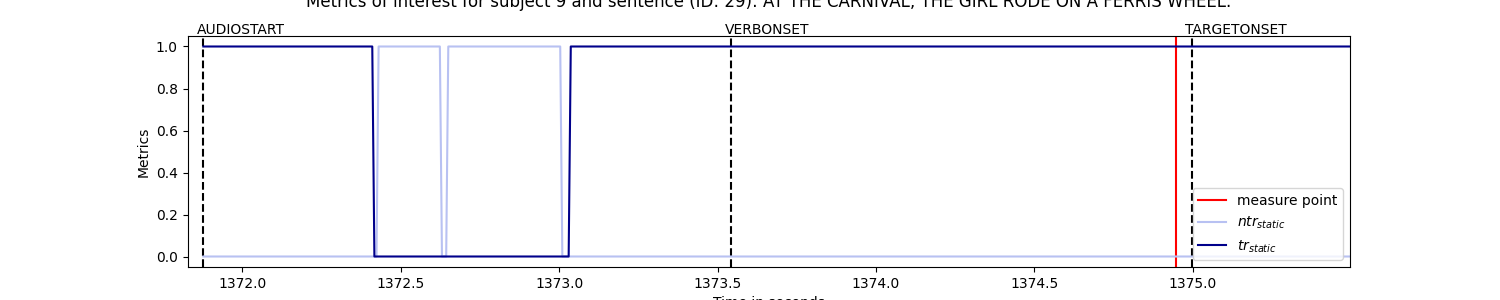 Metrics of interest for subject 9 and sentence (ID: 29): AT THE CARNIVAL, THE GIRL RODE ON A FERRIS WHEEL.
AUDIOSTART VERBONSET TARGETONSET
1.0
0.8
0.6
0.4
0.2
0.0
Metrics
measure point
ntr_static
tr_static
1372.0 1372.5 1373.0 1373.5 1374.0 1374.5 1375.0
Time in seconds